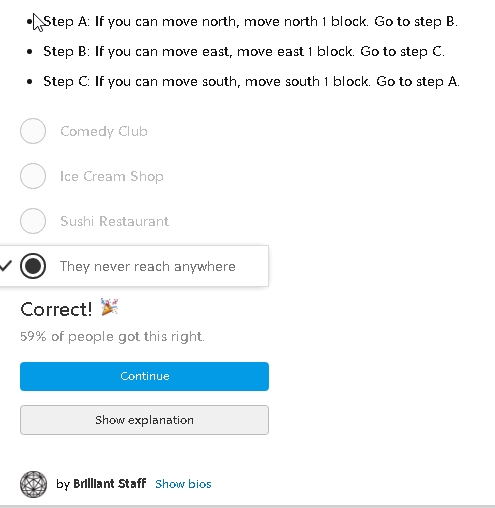 Step A: If you can move north, move north 1 block. Go to step B.
Step B: If you can move east, move east 1 block. Go to step C.
Step C: If you can move south, move south 1 block. Go to step A.
Comedy Club
Ice Cream Shop
Sushi Restaurant
They never reach anywhere
Correct! 🎉
59% of people got this right.
Continue
Show explanation
by Brilliant Staff Show bios